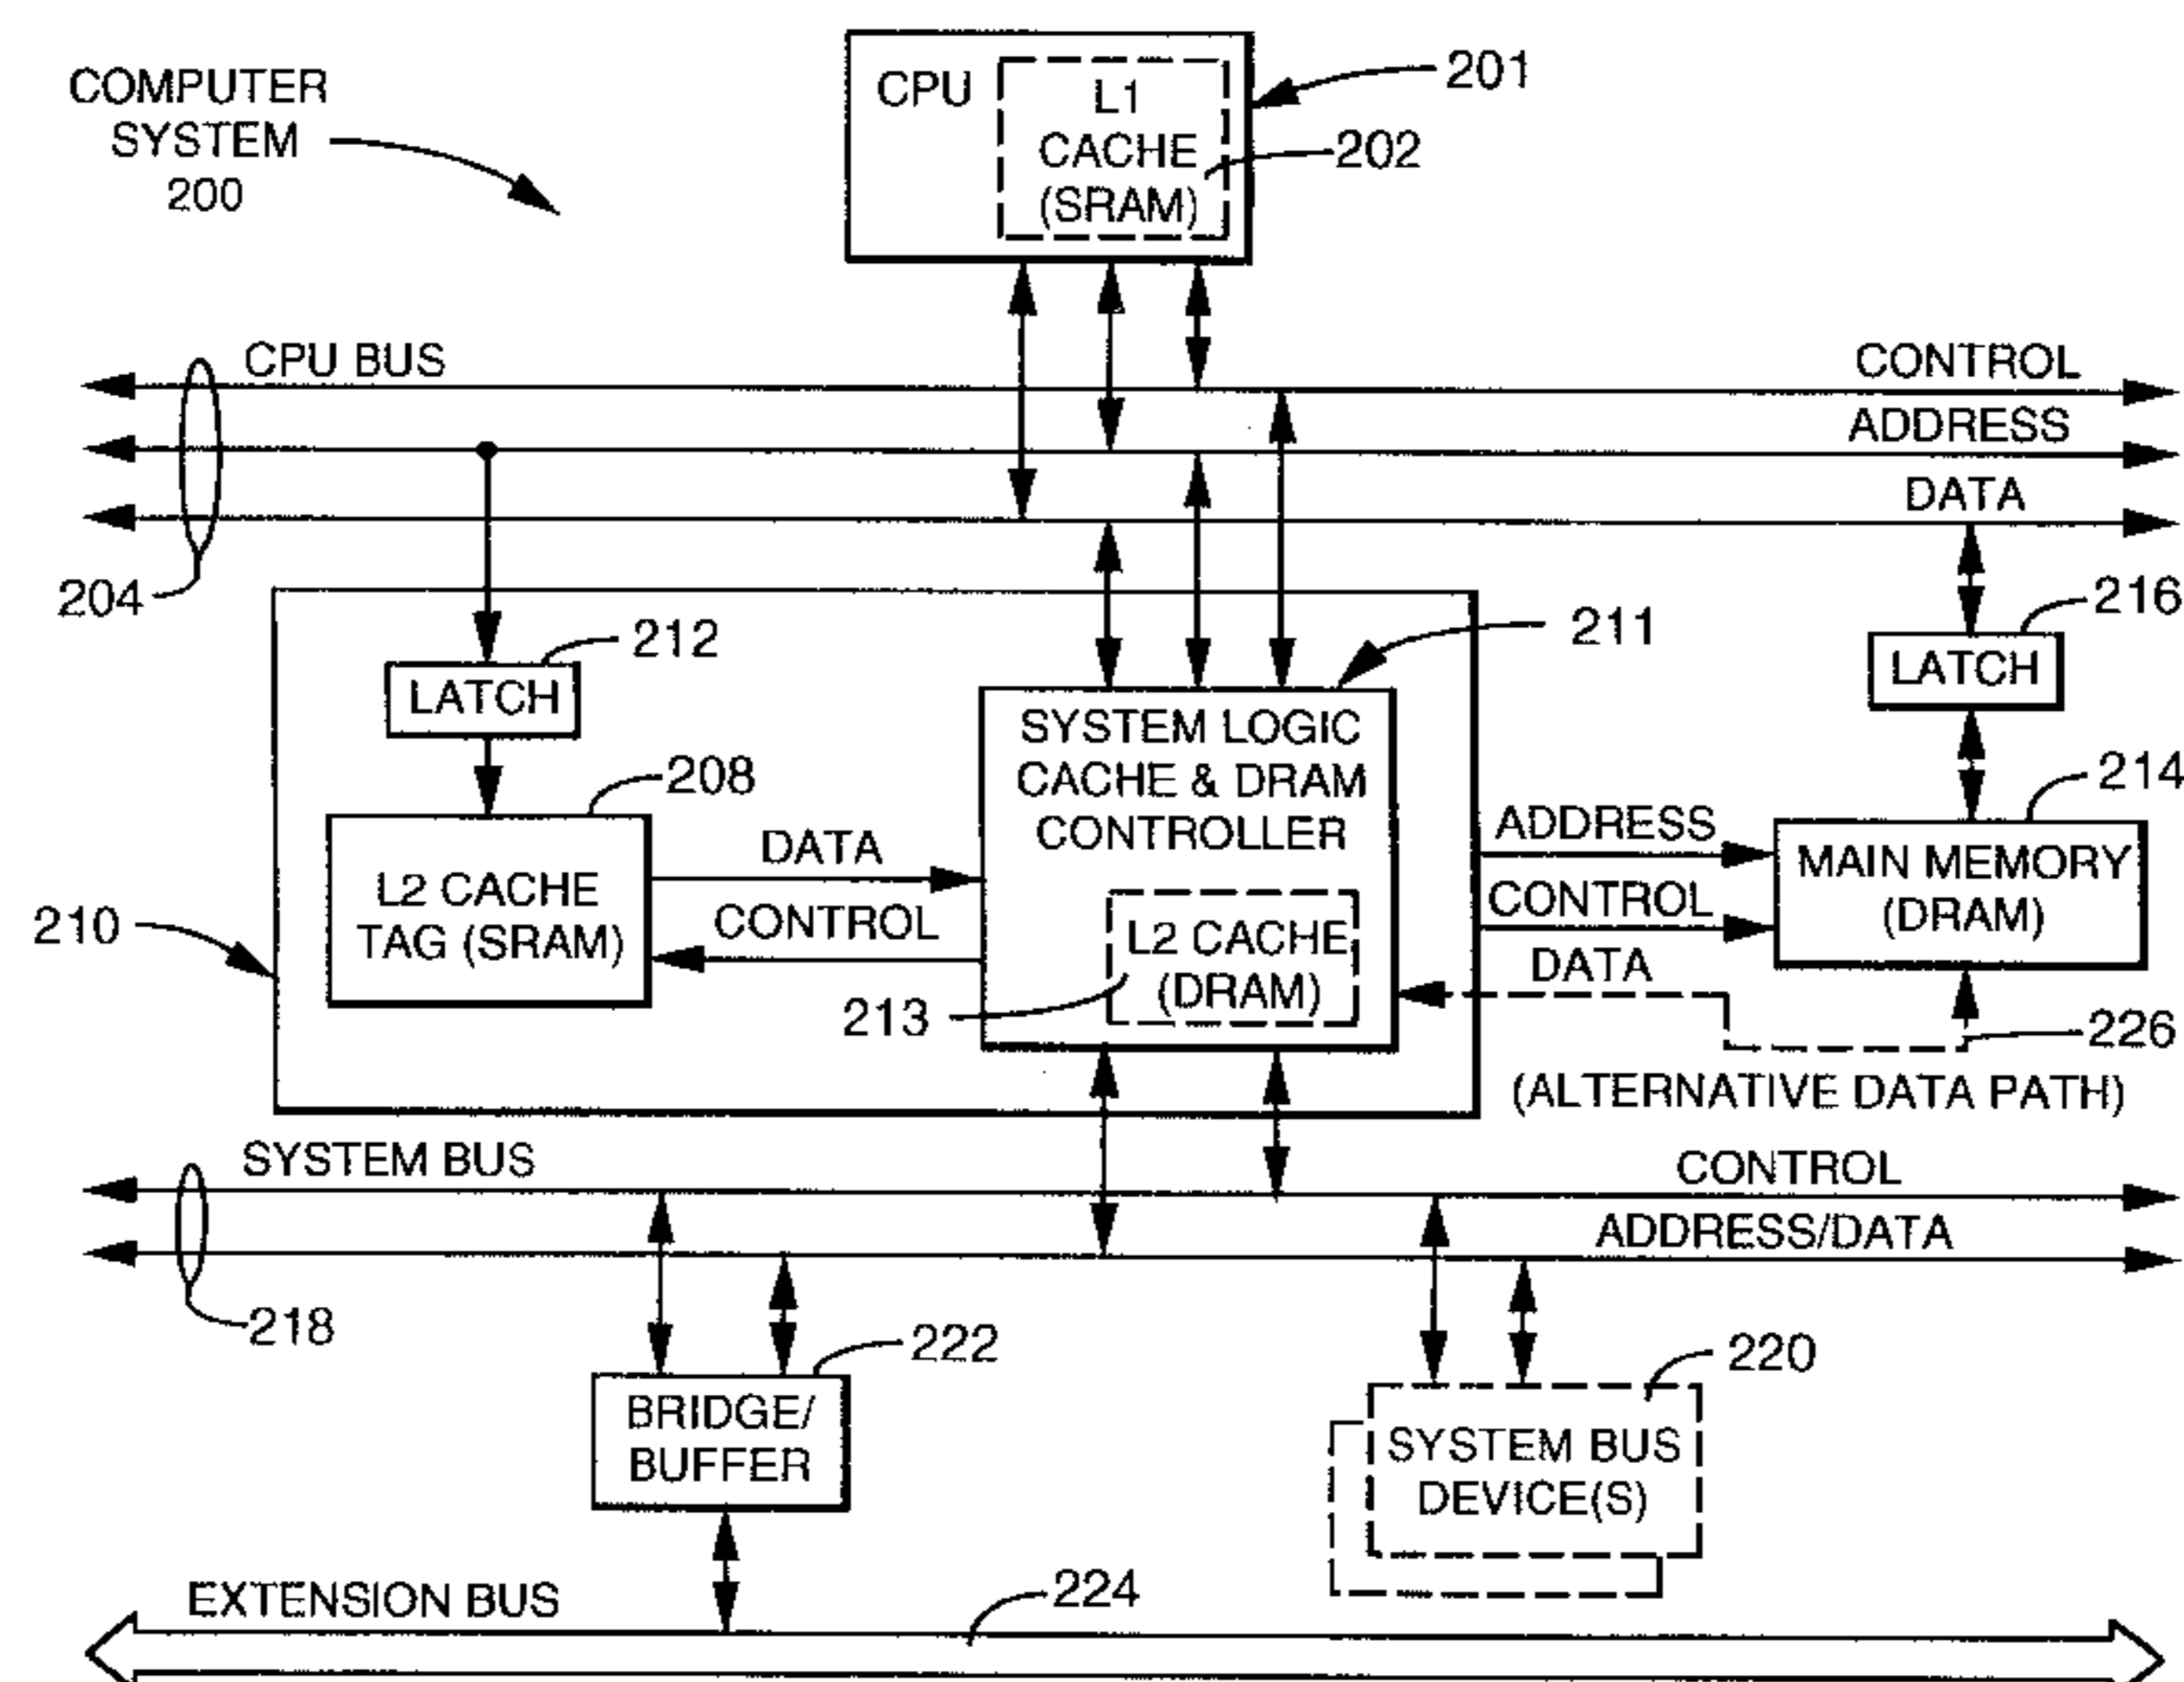 COMPUTER
SYSTEM
200
CPU
L1
CACHE
(SRAM)
201
202
CPU BUS
CONTROL
ADDRESS
DATA
204
212
LATCH
211
216
LATCH
SYSTEM LOGIC
CACHE & DRAM
CONTROLLER
208
L2 CACHE
TAG (SRAM)
DATA
CONTROL
210
L2 CACHE
(DRAM)
213
214
ADDRESS
CONTROL
DATA
MAIN MEMORY
(DRAM)
226
(ALTERNATIVE DATA PATH)
SYSTEM BUS
CONTROL
ADDRESS/DATA
218
222
BRIDGE/
BUFFER
220
SYSTEM BUS
DEVICE(S)
EXTENSION BUS
224